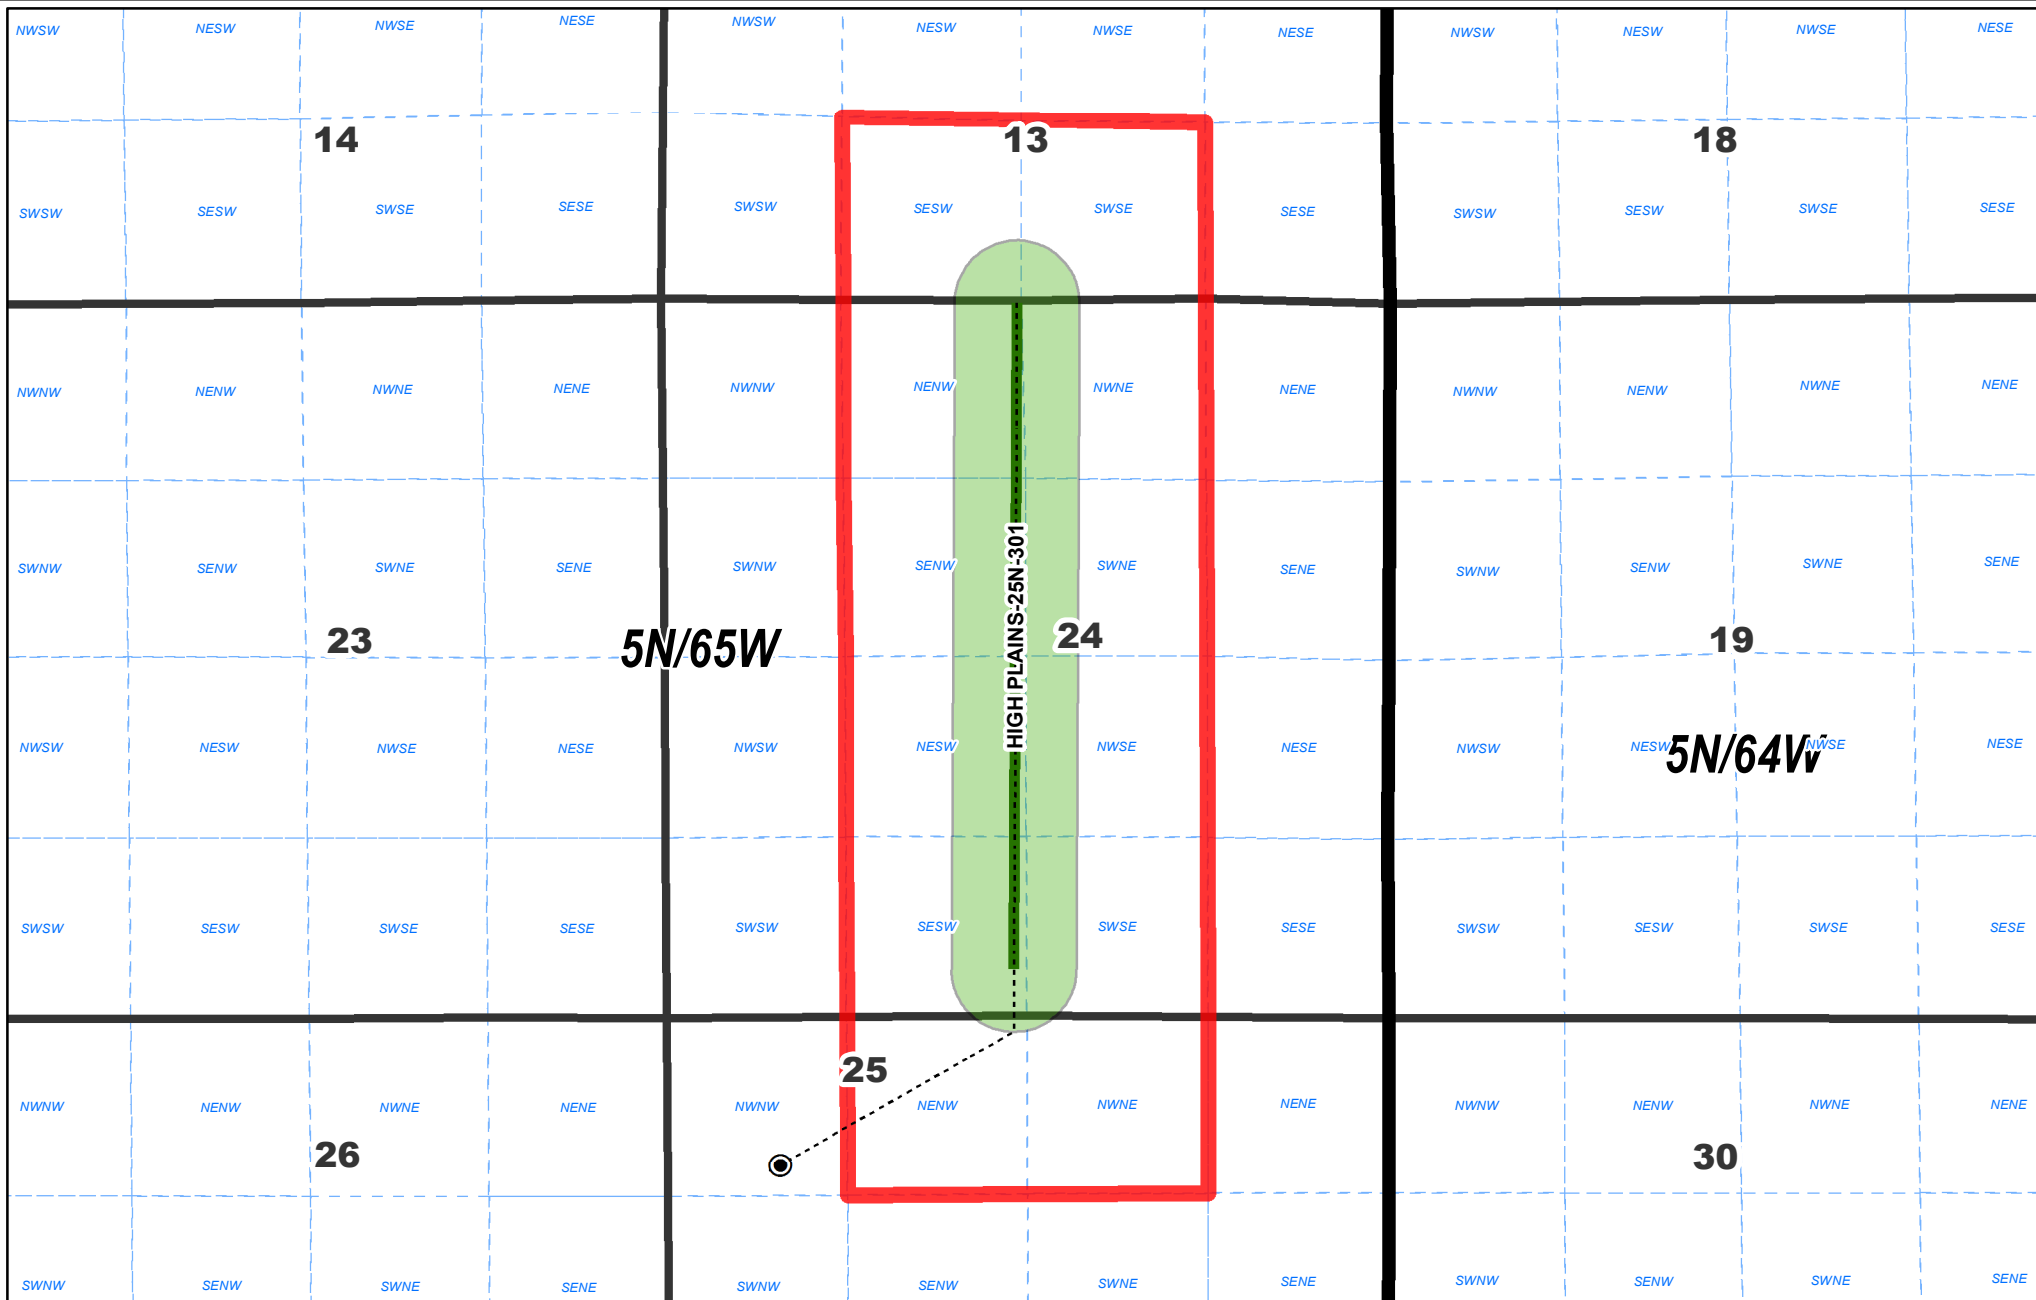 NWSW NESW NWSE NESE NWSW NESW NWSE NESE NWSW NESW NWSE NESE
14 13 18
SWSW SESW SWSE SESE SWSW SESW SWSE SESE SWSW SESW SWSE SESE
NWNW NENW NWNE NENE NWNW NENW NWNE NENE NWNW NENW NWNE NENE
SWNW SENW SWNE SENE SWNW SENW SWNE SENE SWNW SENW SWNE SENE
HIGH PLAINS-25N-301
23 5N/65W 24 19
NWSW NESW NWSE NESE NWSW NESW NWSE NESE NWSW NESW NWSE NESE
5N/64W
SWSW SESW SWSE SESE SWSW SESW SWSE SESE SWSW SESW SWSE SESE
25
NWNW NENW NWNE NENE NWNW NENW NWNE NENE NWNW NENW NWNE NENE
26 30
SWNW SENW SWNE SENE SWNW SENW SWNE SENE SWNW SENW SWNE SENE